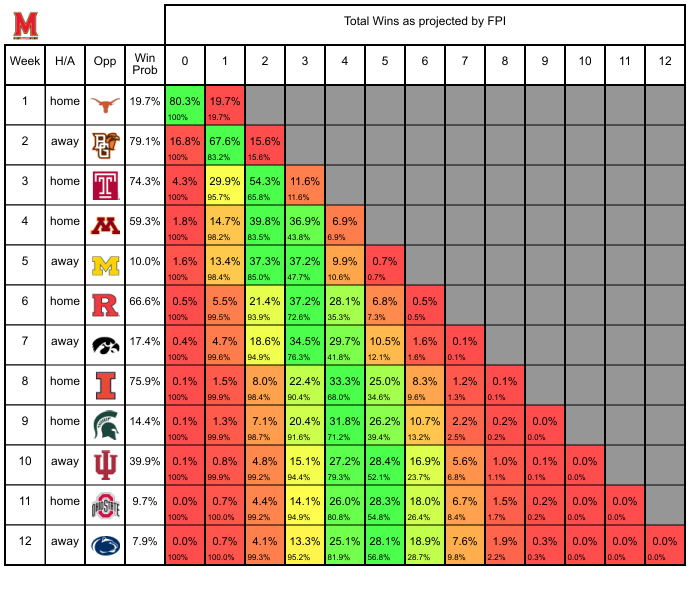 Total Wins as projected by FPI
Week H/A Opp Win Prob 0 1 2 3 4 5 6 7 8 9 10 11 12
1 home 19.7% 80.3% 19.7%
100% 19.7%
2 away 79.1% 16.8% 67.6% 15.6%
100% 83.2% 15.6%
3 home 74.3% 4.3% 29.9% 54.3% 11.6%
100% 95.7% 65.8% 11.6%
4 home 59.3% 1.8% 14.7% 39.8% 36.9% 6.9%
100% 98.2% 83.5% 43.8% 6.9%
5 away 10.0% 1.6% 13.4% 37.3% 37.2% 9.9% 0.7%
100% 98.4% 85.0% 47.7% 10.6% 0.7%
6 home 66.6% 0.5% 5.5% 21.4% 37.2% 28.1% 6.8% 0.5%
100% 99.5% 93.9% 72.6% 35.3% 7.3% 0.5%
7 away 17.4% 0.4% 4.7% 18.6% 34.5% 29.7% 10.5% 1.6% 0.1%
100% 99.6% 94.9% 76.3% 41.8% 12.1% 1.6% 0.1%
8 home 75.9% 0.1% 1.5% 8.0% 22.4% 33.3% 25.0% 8.3% 1.2% 0.1%
100% 99.9% 98.4% 90.4% 68.0% 34.6% 9.6% 1.3% 0.1%
9 home 14.4% 0.1% 1.3% 7.1% 20.4% 31.8% 26.2% 10.7% 2.2% 0.2% 0.0%
100% 99.9% 98.7% 91.6% 71.2% 39.4% 13.2% 2.5% 0.2% 0.0%
10 away 39.9% 0.1% 0.8% 4.8% 15.1% 27.2% 28.4% 16.9% 5.6% 1.0% 0.1% 0.0%
100% 99.9% 99.2% 94.4% 79.3% 52.1% 23.7% 6.8% 1.1% 0.1% 0.0%
11 home OHIO STATE 9.7% 0.0% 0.7% 4.4% 14.1% 26.0% 28.3% 18.0% 6.7% 1.5% 0.2% 0.0% 0.0%
100% 100.0% 99.2% 94.9% 80.8% 54.8% 26.4% 8.4% 1.7% 0.2% 0.0% 0.0%
12 away 7.9% 0.0% 0.7% 4.1% 13.3% 25.1% 28.1% 18.9% 7.6% 1.9% 0.3% 0.0% 0.0% 0.0%
100% 100.0% 99.3% 95.2% 81.9% 56.8% 28.7% 9.8% 2.2% 0.3% 0.0% 0.0% 0.0%